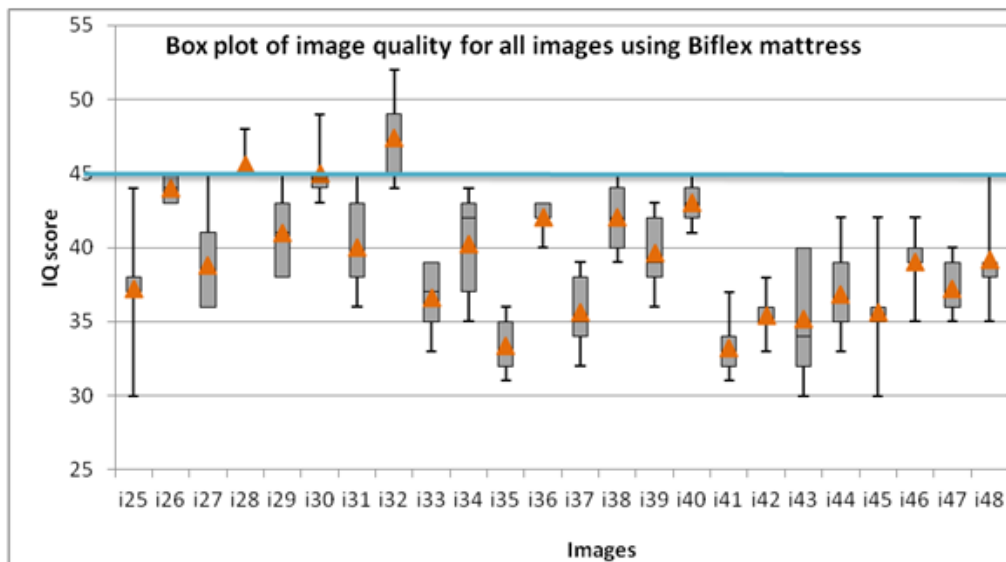 Box plot of image quality for all images using Biflex mattress
55
50
45
40
35
30
25
IQ score
i25 i26 i27 i28 i29 i30 i31 i32 i33 i34 i35 i36 i37 i38 i39 i40 i41 i42 i43 i44 i45 i46 i47 i48
Images